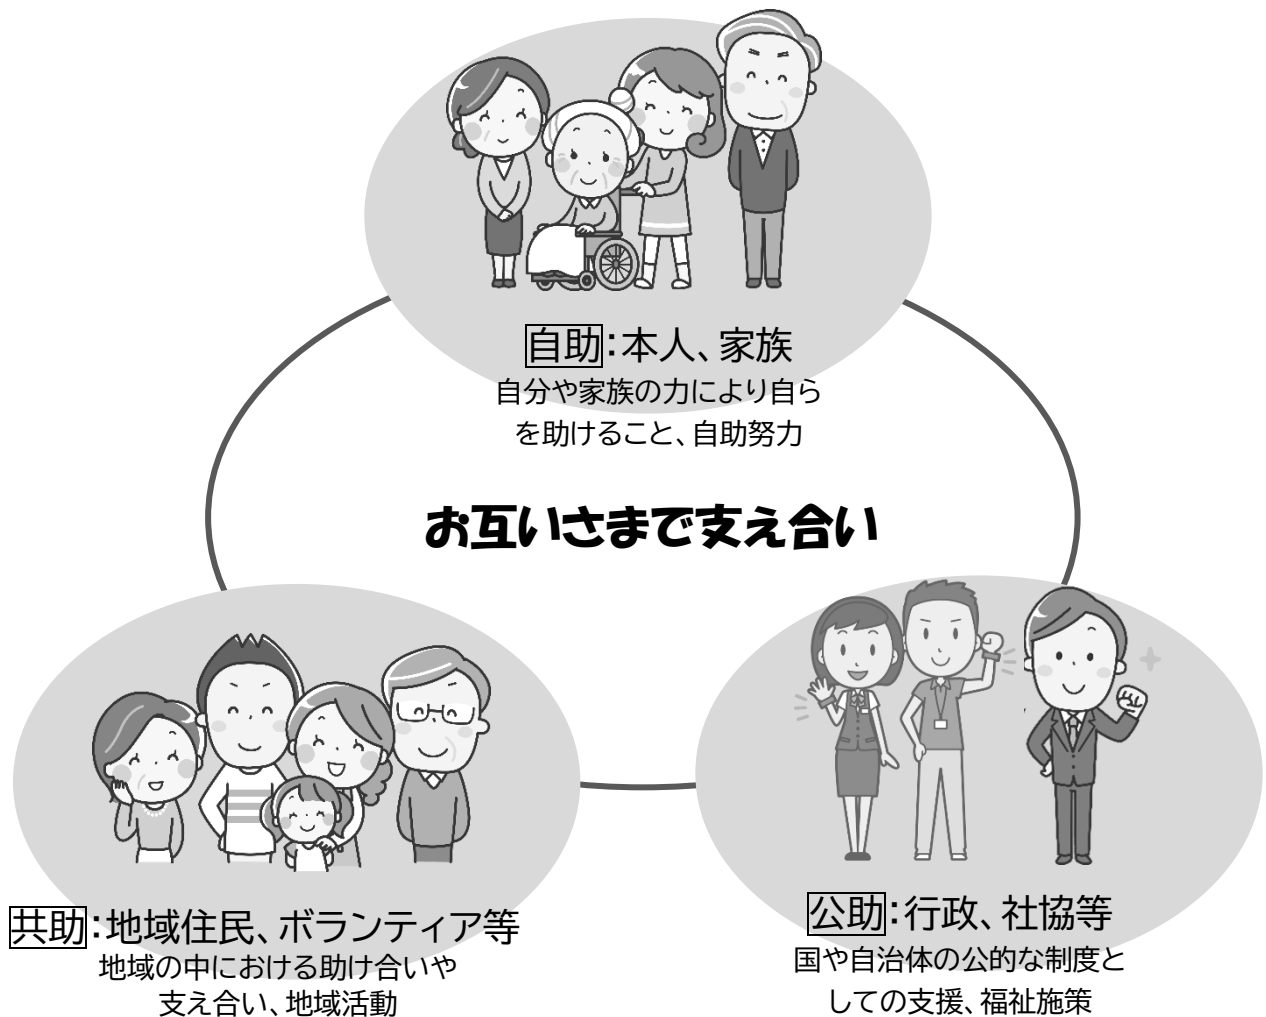 自助：本人、家族
自分や家族の力により自ら
を助けること、自助努力
お互いさまで支え合い
共助：地域住民、ボランティア等
地域の中における助け合いや
支え合い、地域活動
公助：行政、社協等
国や自治体の公的な制度と
しての支援、福祉施策